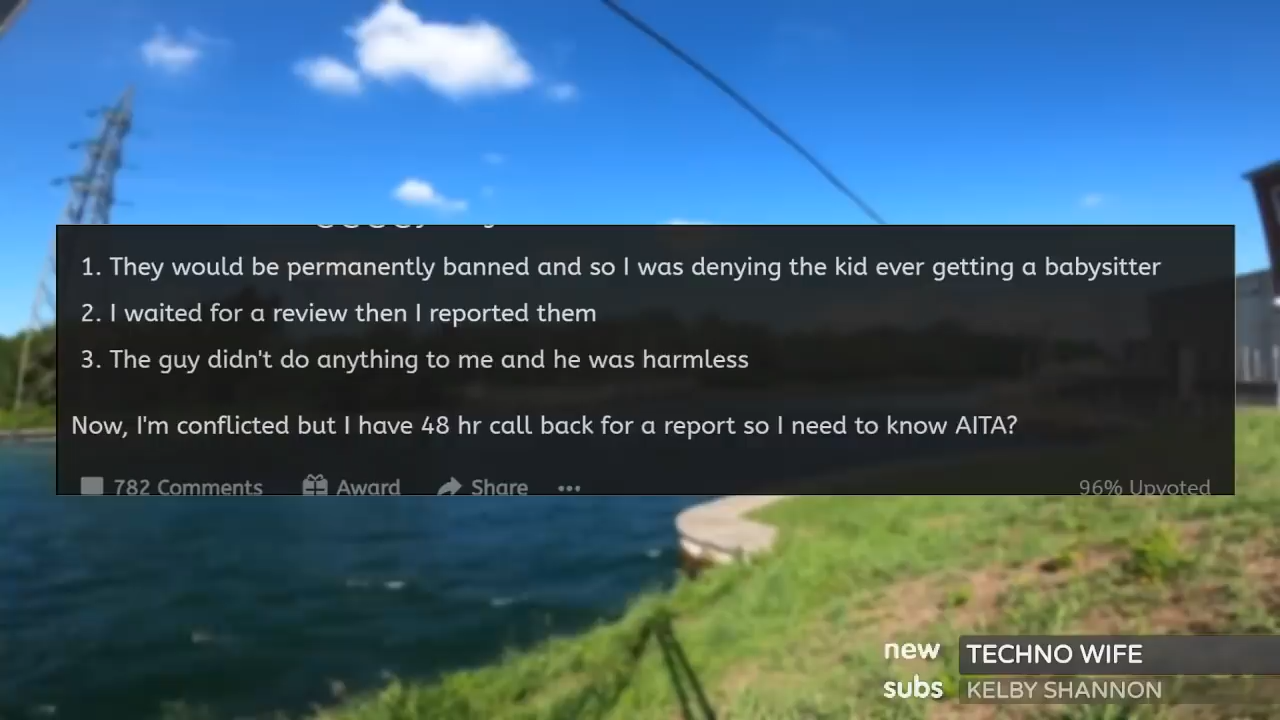 1. They would be permanently banned and so I was denying the kid ever getting a babysitter
2. I waited for a review then I reported them
3. The guy didn't do anything to me and he was harmless
Now, I'm conflicted but I have 48 hr call back for a report so I need to know AITA?
782 Comments Award Share ••• 96% Upvoted
new TECHNO WIFE
subs KELBY SHANNON